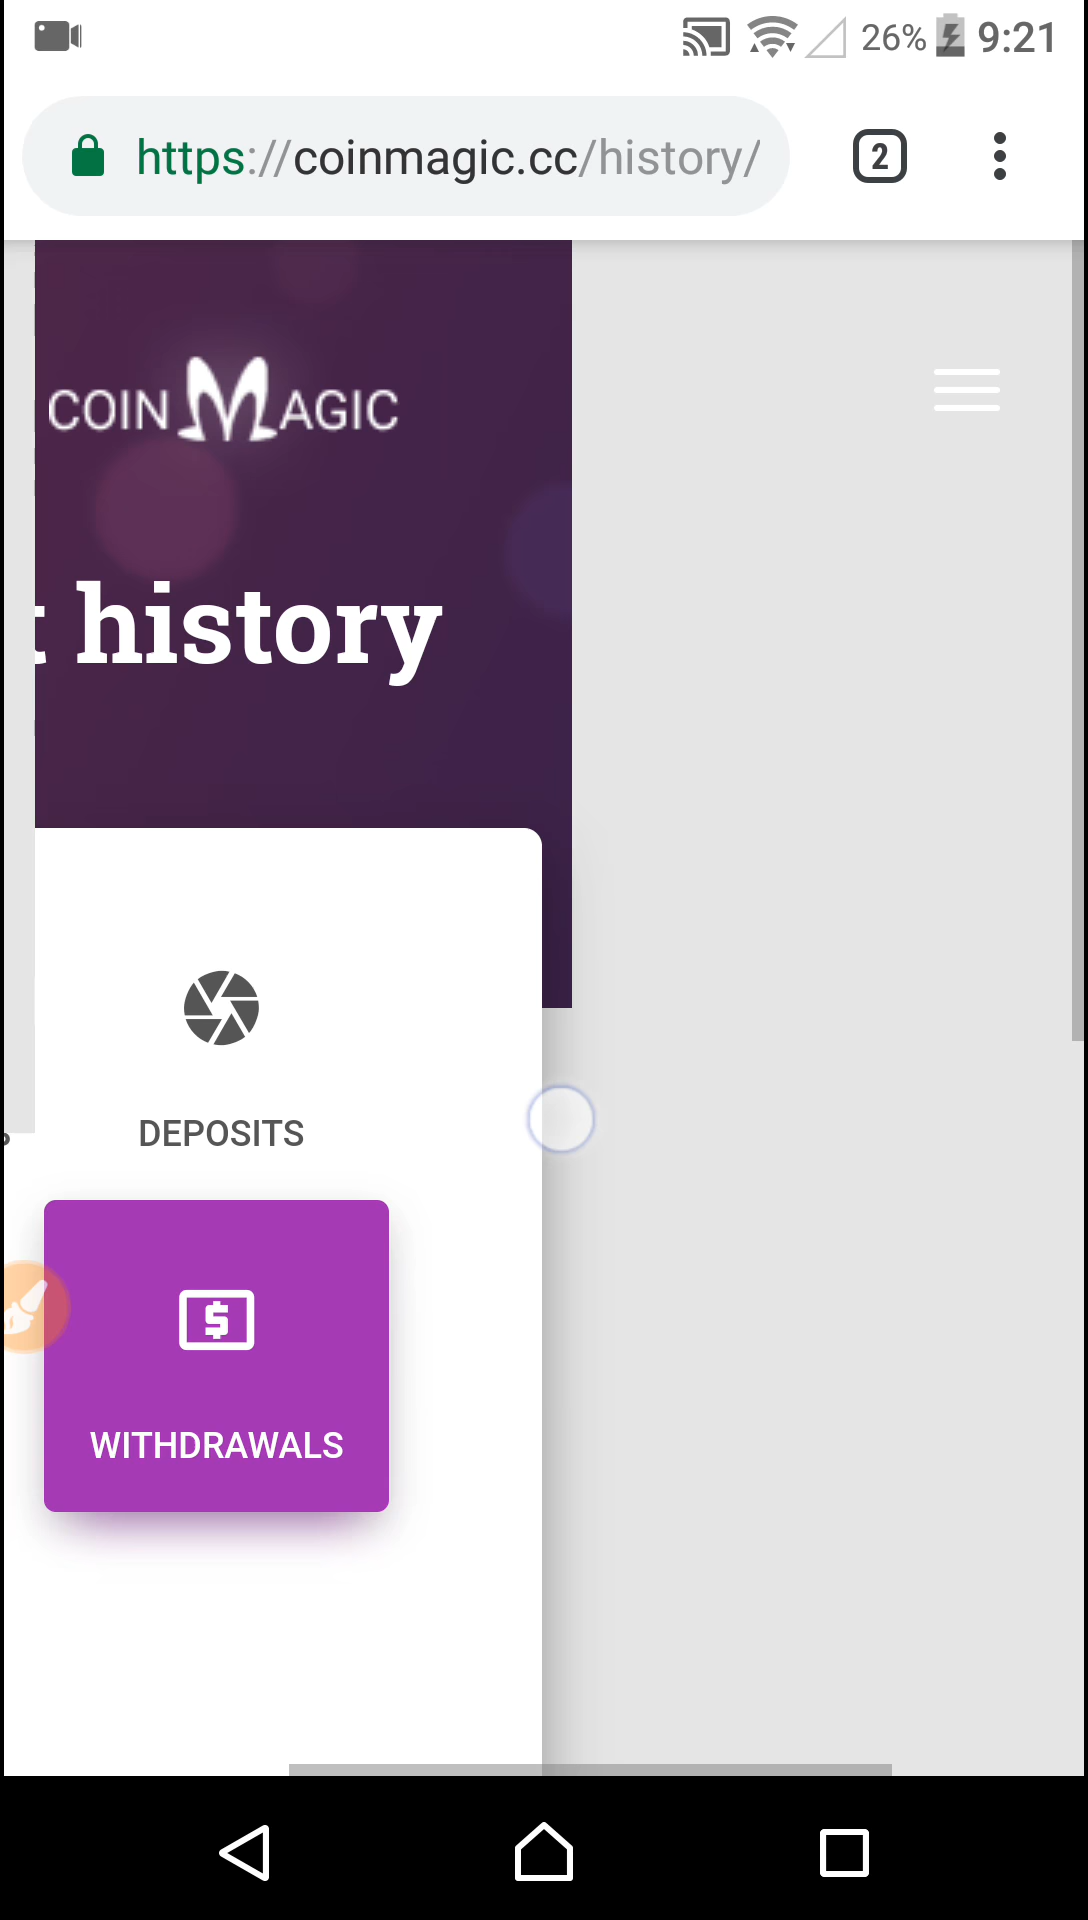 26% 9:21
https://coinmagic.cc/history/
2
COIN MAGIC
history
DEPOSITS
WITHDRAWALS